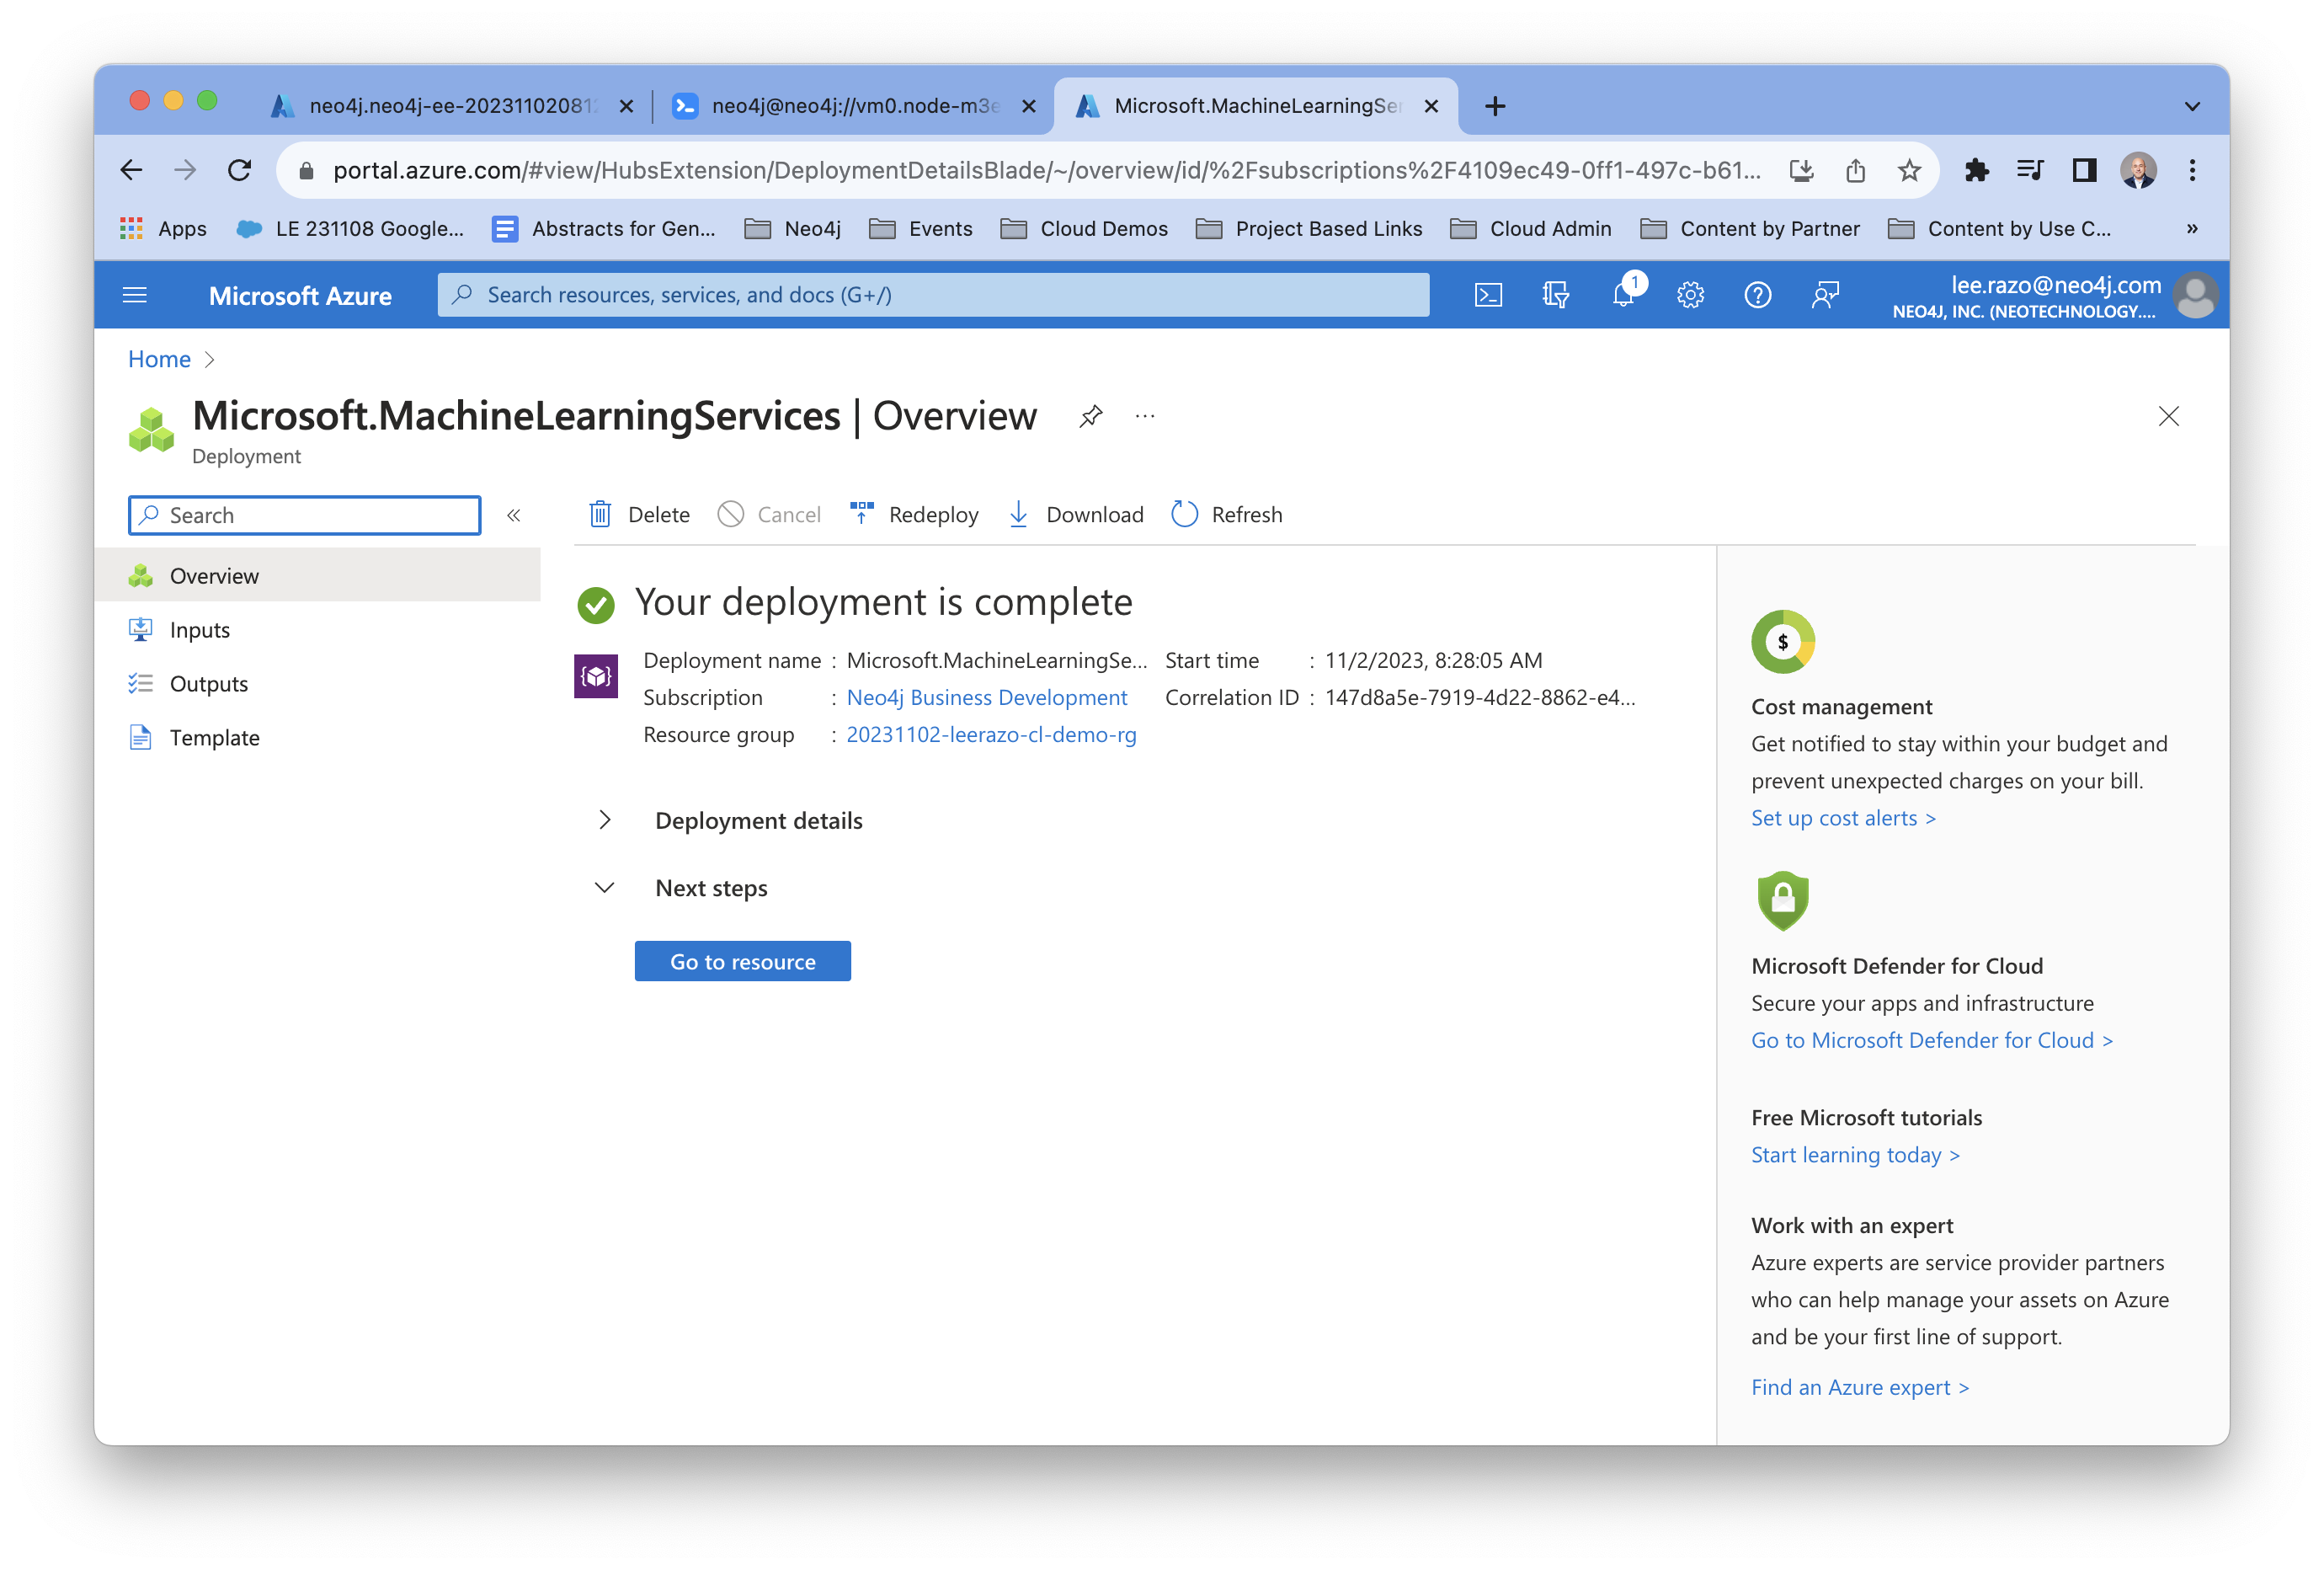 neo4j.neo4j-ee-20231102081
neo4j@neo4j://vm0.node-m3e
Microsoft.MachineLearningSer
portal.azure.com/#view/HubsExtension/DeploymentDetailsBlade/~/overview/id/%2Fsubscriptions%2F4109ec49-0ff1-497c-b61...
Apps
LE 231108 Google...
Abstracts for Gen...
Neo4j
Events
Cloud Demos
Project Based Links
Cloud Admin
Content by Partner
Content by Use C...
»
Microsoft Azure
Search resources, services, and docs (G+/)
1
lee.razo@neo4j.com
NEO4J, INC. (NEOTECHNOLOGY....
Home >
Microsoft.MachineLearningServices | Overview
...
Deployment
Search
«
Delete
Cancel
Redeploy
Download
Refresh
Overview
Inputs
Outputs
Template
Your deployment is complete
Deployment name : Microsoft.MachineLearningSe...
Subscription : Neo4j Business Development
Resource group : 20231102-leerazo-cl-demo-rg
Start time : 11/2/2023, 8:28:05 AM
Correlation ID : 147d8a5e-7919-4d22-8862-e4...
Deployment details
Next steps
Go to resource
$
Cost management
Get notified to stay within your budget and
prevent unexpected charges on your bill.
Set up cost alerts >
Microsoft Defender for Cloud
Secure your apps and infrastructure
Go to Microsoft Defender for Cloud >
Free Microsoft tutorials
Start learning today >
Work with an expert
Azure experts are service provider partners
who can help manage your assets on Azure
and be your first line of support.
Find an Azure expert >